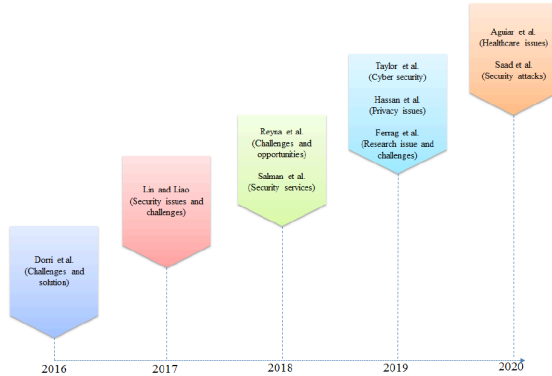 Dorri et al.
(Challenges and
solution)
Lin and Liao
(Security issues and
challenges)
Reyna et al.
(Challenges and
opportunities)
Salman et al.
(Security services)
Taylor et al.
(Cyber security)
Hassan et al.
(Privacy issues)
Ferrag et al.
(Research issue and
challenges)
Aguiar et al.
(Healthcare issues)
Saad et al.
(Security attacks)
2016
2017
2018
2019
2020